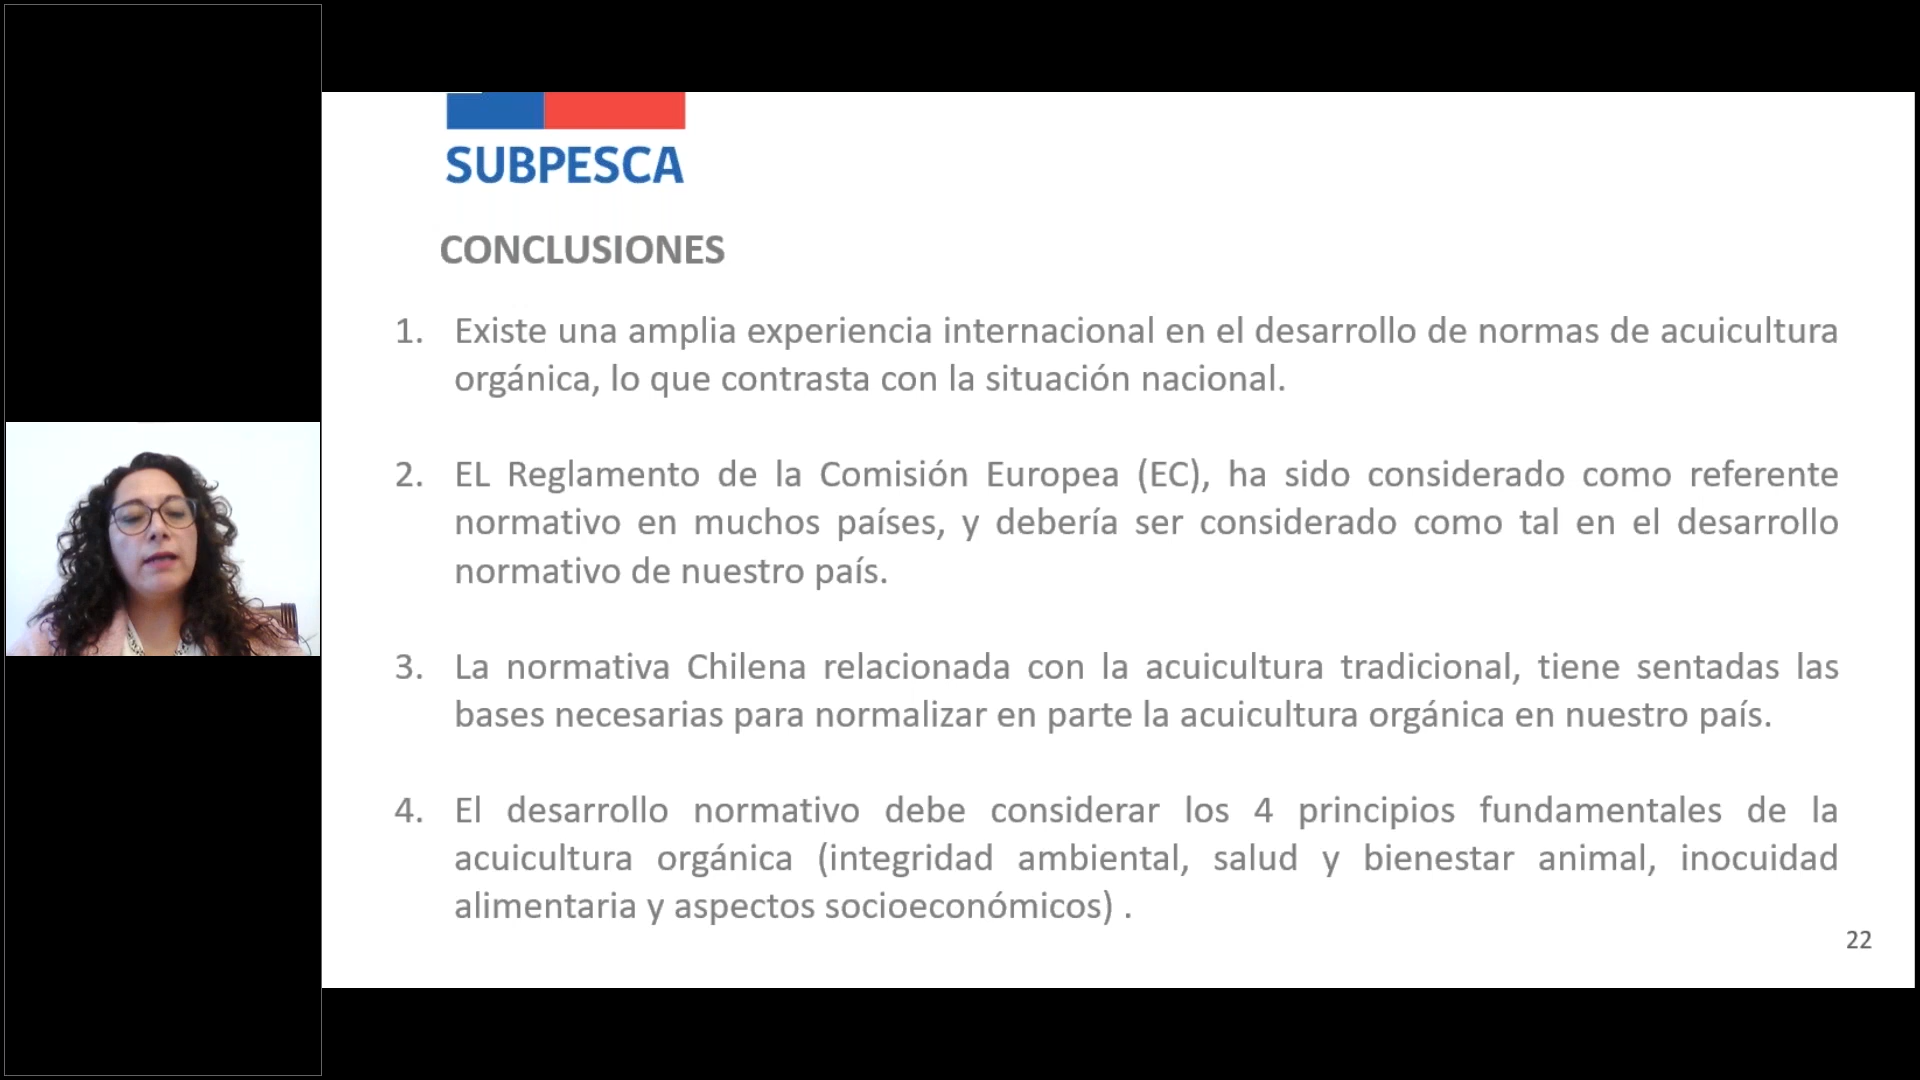 SUBPESCA
CONCLUSIONES
1. Existe una amplia experiencia internacional en el desarrollo de normas de acuicultura
orgánica, lo que contrasta con la situación nacional.
2. EL Reglamento de la Comisión Europea (EC), ha sido considerado como referente
normativo en muchos países, y debería ser considerado como tal en el desarrollo
normativo de nuestro país.
3. La normativa Chilena relacionada con la acuicultura tradicional, tiene sentadas las
bases necesarias para normalizar en parte la acuicultura orgánica en nuestro país.
4. El desarrollo normativo debe considerar los 4 principios fundamentales de la
acuicultura orgánica (integridad ambiental, salud y bienestar animal, inocuidad
alimentaria y aspectos socioeconómicos) .
22